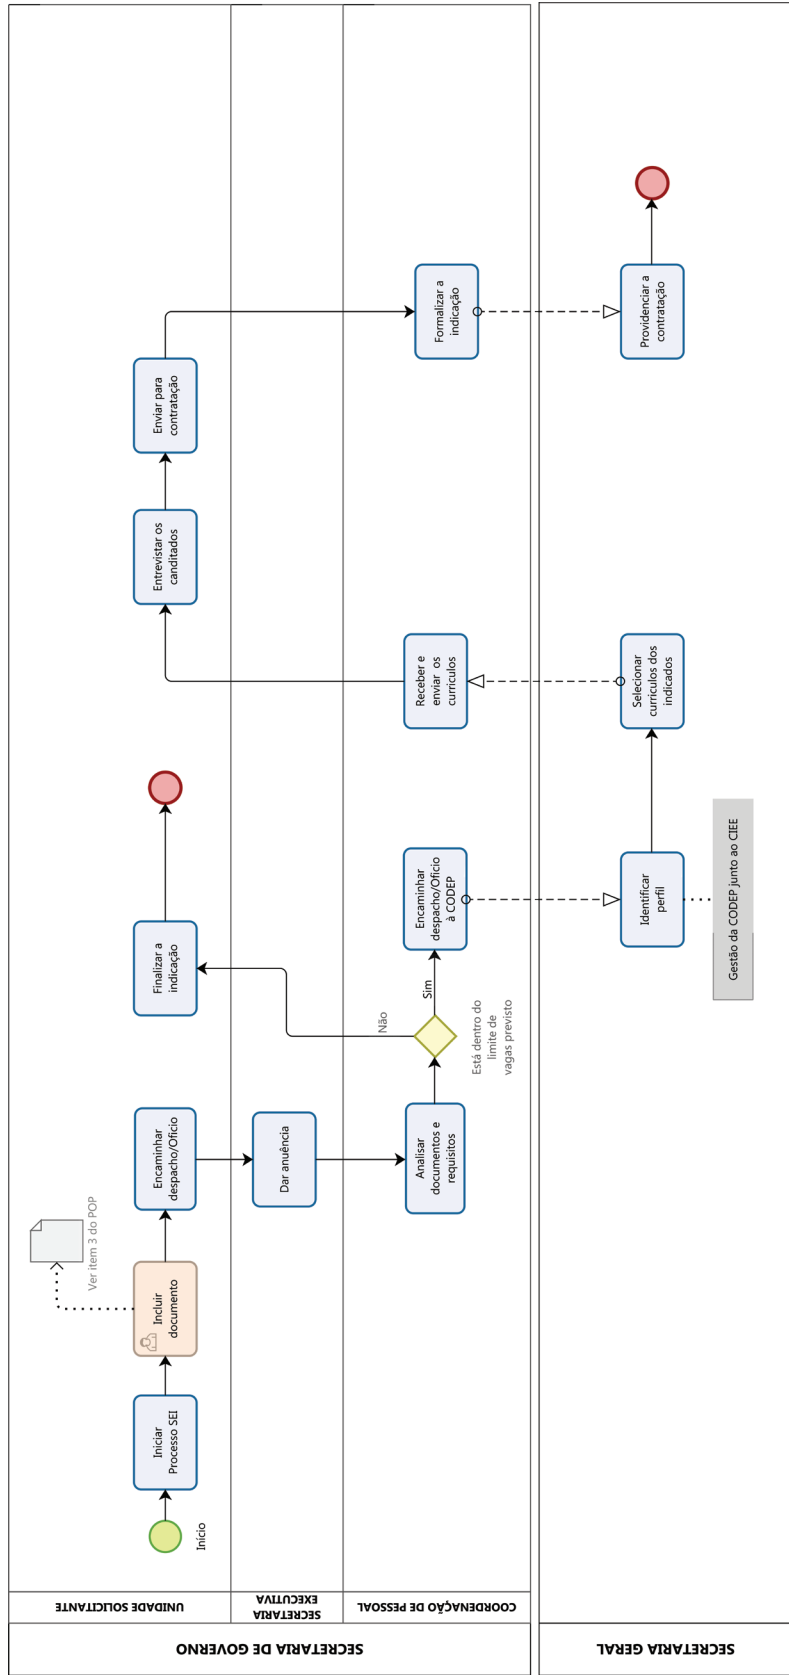 SECRETARIA DE GOVERNO
UNIDADE SOLICITANTE
SECRETARIA
EXECUTIVA
COORDENAÇÃO DE PESSOAL
SECRETARIA GERAL
Início
Iniciar
Processo SEI
Incluir
documento
Ver item 3 do POP
Encaminhar
despacho/Ofício
Dar anuência
Analisar
documentos e
requisitos
Está dentro do
limite de
vagas previsto
Não
Sim
Finalizar a
indicação
Encaminhar
despacho/Ofício
à CODEP
Identificar
perfil
Gestão da CODEP junto ao CIEE
Selecionar
currículos dos
indicados
Receber e
enviar os
currículos
Entrevistar os
canditados
Enviar para
contratação
Formalizar a
indicação
Providenciar a
contratação